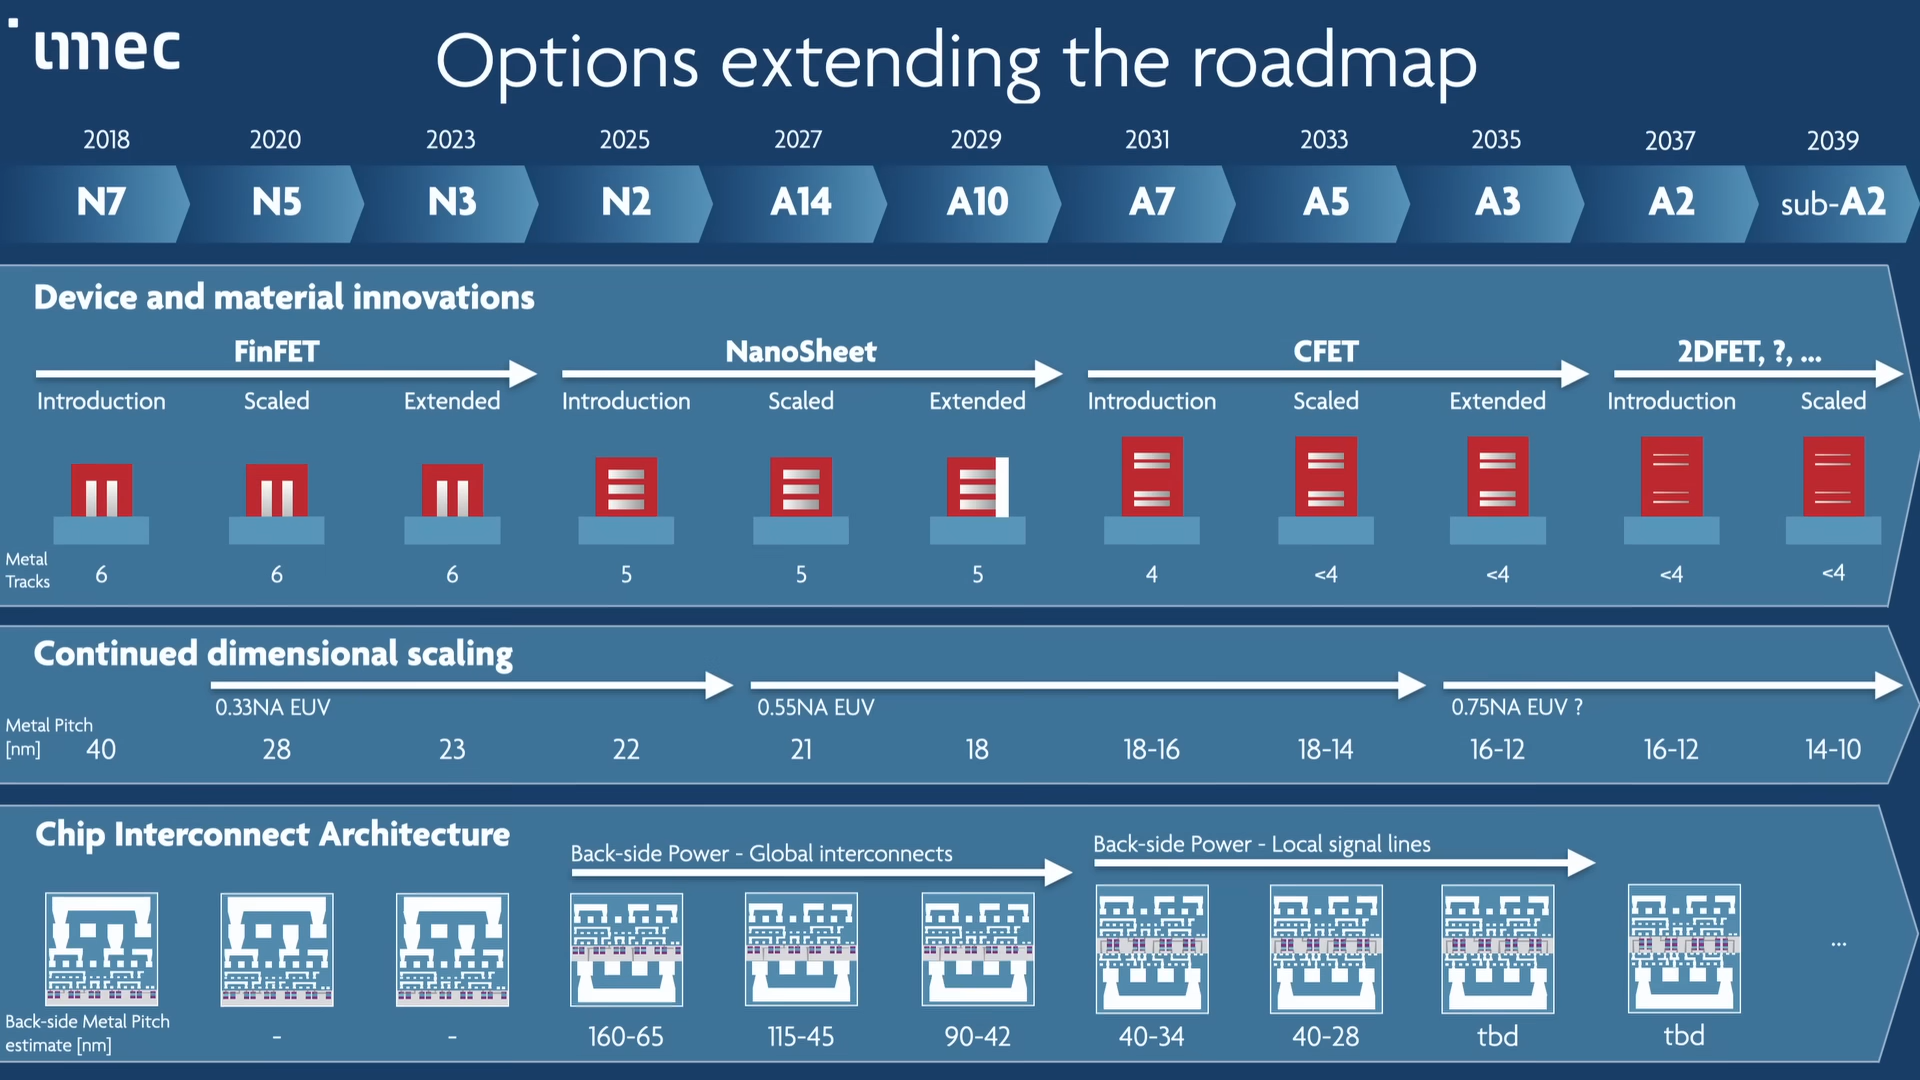 imec
Options extending the roadmap
2018 2020 2023 2025 2027 2029 2031 2033 2035 2037 2039
N7 N5 N3 N2 A14 A10 A7 A5 A3 A2 sub-A2
Device and material innovations
FinFET NanoSheet CFET 2DFET, ?, ...
Introduction Scaled Extended Introduction Scaled Extended Introduction Scaled Extended Introduction Scaled
Metal
Tracks 6 6 6 5 5 5 4 <4 <4 <4 <4
Continued dimensional scaling
0.33NA EUV 0.55NA EUV 0.75NA EUV ?
Metal Pitch
[nm] 40 28 23 22 21 18 18-16 18-14 16-12 16-12 14-10
Chip Interconnect Architecture
Back-side Power - Global interconnects Back-side Power - Local signal lines
...
Back-side Metal Pitch
estimate [nm] - - 160-65 115-45 90-42 40-34 40-28 tbd tbd